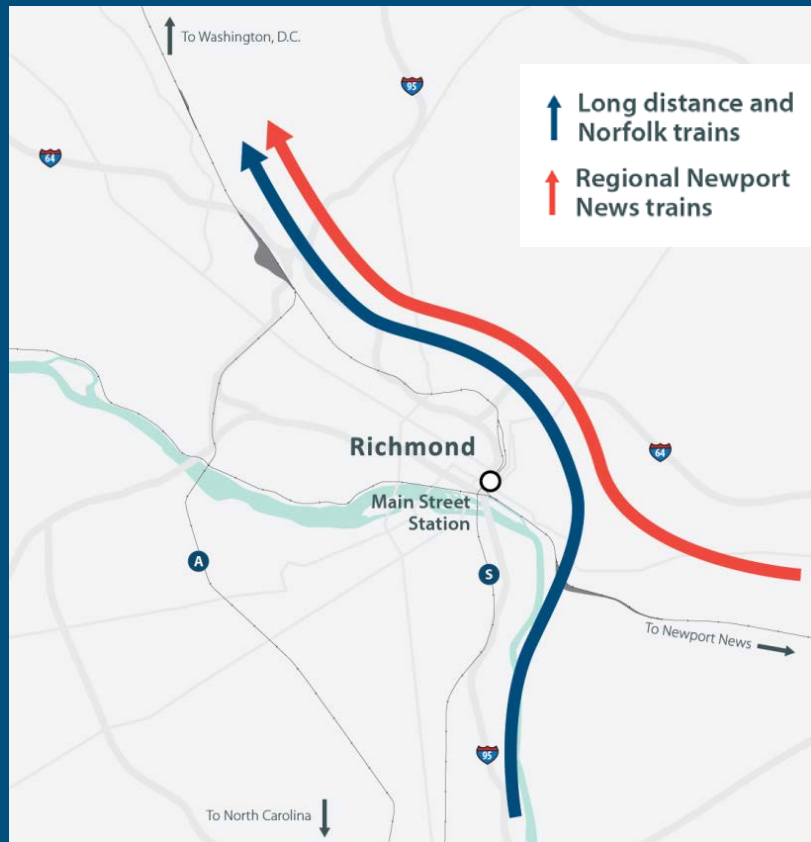 To Washington, D.C.
95
Long distance and
Norfolk trains
64
Regional Newport
News trains
Richmond
64
Main Street
Station
A
S
To Newport News
95
To North Carolina